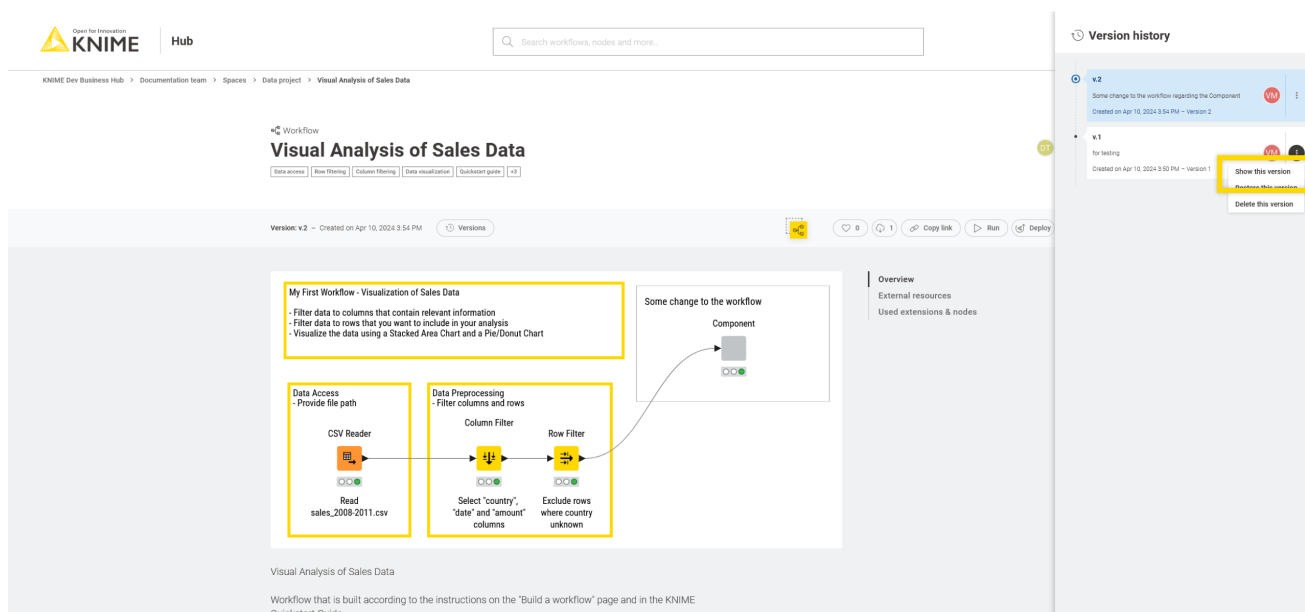 Open for Innovation
KNIME
Hub
Search workflows, nodes and more...
KNIME Dev Business Hub > Documentation team > Spaces > Data project > Visual Analysis of Sales Data
Workflow
Visual Analysis of Sales Data
Data access
Row filtering
Column filtering
Data visualization
Quickstart guide
+3
DT
Version: v.2 – Created on Apr 10, 2024 3:54 PM
Versions
0
1
Copy link
Run
Deploy
My First Workflow - Visualization of Sales Data
- Filter data to columns that contain relevant information
- Filter data to rows that you want to include in your analysis
- Visualize the data using a Stacked Area Chart and a Pie/Donut Chart
Some change to the workflow
Component
Data Access
- Provide file path
CSV Reader
Read
sales_2008-2011.csv
Data Preprocessing
- Filter columns and rows
Column Filter
Select "country",
"date" and "amount"
columns
Row Filter
Exclude rows
where country
unknown
Overview
External resources
Used extensions & nodes
Visual Analysis of Sales Data
Workflow that is built according to the instructions on the "Build a workflow" page and in the KNIME
Quickstart Guide
Version history
v.2
Some change to the workflow regarding the Component
Created on Apr 10, 2024 3:54 PM – Version 2
VM
v.1
for testing
Created on Apr 10, 2024 3:50 PM – Version 1
VM
Show this version
Restore this version
Delete this version